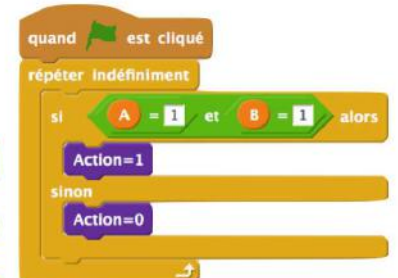 quand est cliqué
répéter indéfiniment
si A = 1 et B = 1 alors
Action=1
sinon
Action=0